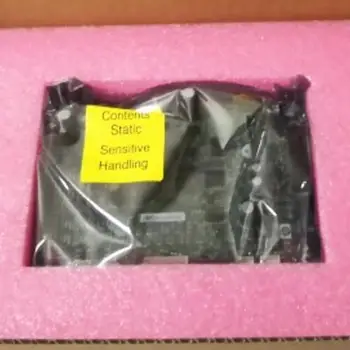 Contents
Static
Sensitive
Handling